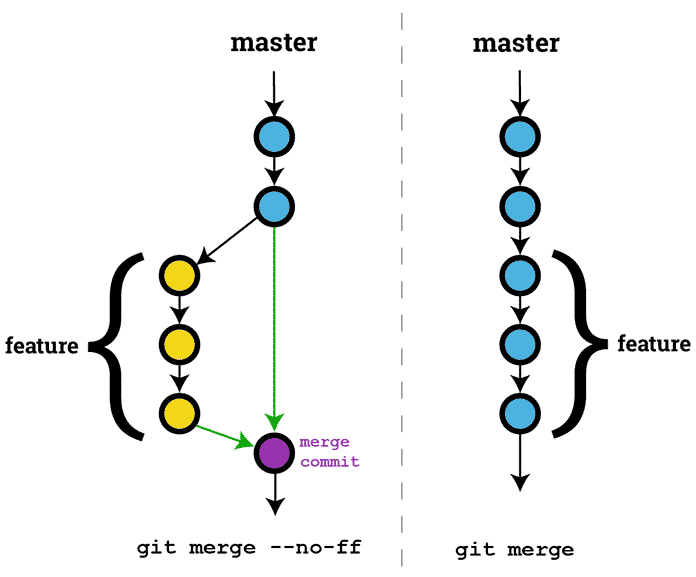 master
master
feature
feature
merge
commit
git merge --no-ff
git merge